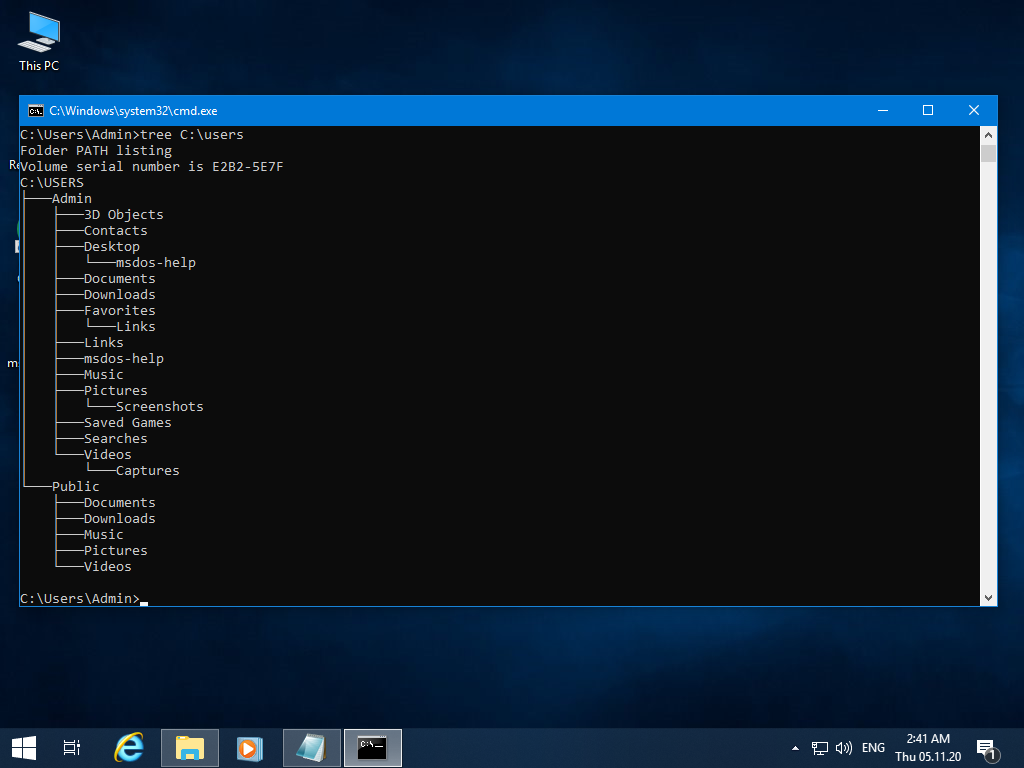 This PC
C:\Windows\system32\cmd.exe
C:\Users\Admin>tree C:\users
Folder PATH listing
Volume serial number is E2B2-5E7F
C:\USERS
├───Admin
│   ├───3D Objects
│   ├───Contacts
│   ├───Desktop
│   │   └───msdos-help
│   ├───Documents
│   ├───Downloads
│   ├───Favorites
│   │   └───Links
│   ├───Links
│   ├───msdos-help
│   ├───Music
│   ├───Pictures
│   │   └───Screenshots
│   ├───Saved Games
│   ├───Searches
│   └───Videos
│       └───Captures
└───Public
    ├───Documents
    ├───Downloads
    ├───Music
    ├───Pictures
    └───Videos
C:\Users\Admin>
ENG
2:41 AM
Thu 05.11.20
1